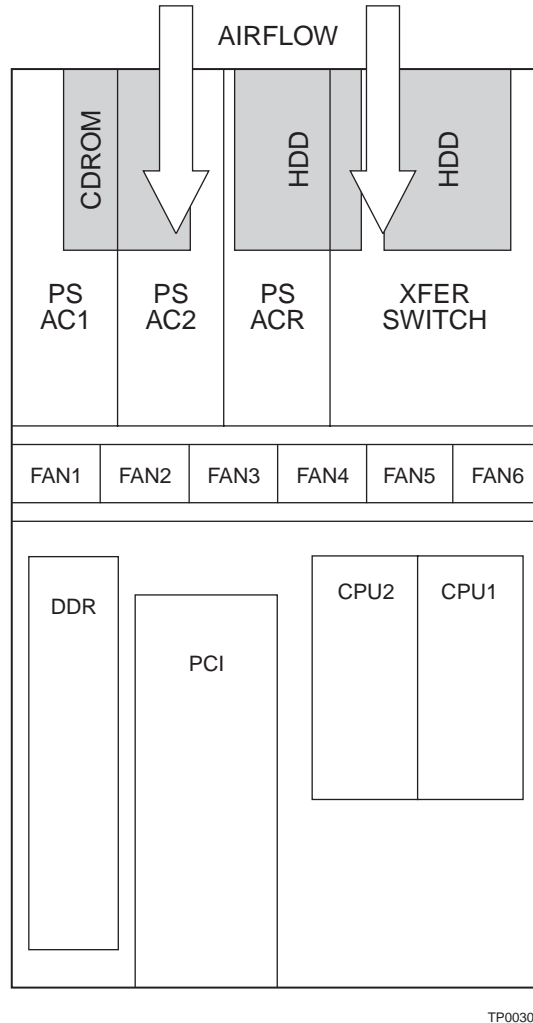 AIRFLOW
CDROM
HDD
HDD
PS
AC1
PS
AC2
PS
ACR
XFER
SWITCH
FAN1
FAN2
FAN3
FAN4
FAN5
FAN6
DDR
PCI
CPU2
CPU1
TP0030